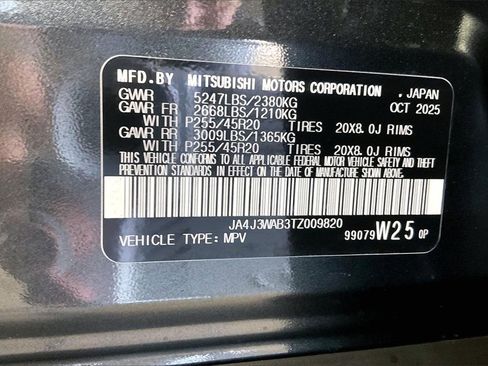 MFD.BY MITSUBISHI MOTORS CORPORATION , JAPAN
GVWR 5247LBS/2380KG OCT 2025
GAWR FR 2668LBS/1210KG
WITH P255/45R20 TIRES 20X8.0J RIMS
GAWR RR 3009LBS/1365KG
WITH P255/45R20 TIRES 20X8.0J RIMS
THIS VEHICLE CONFORMS TO ALL APPLICABLE FEDERAL MOTOR VEHICLE SAFETY AND THEFT
PREVENTION STANDARDS IN EFFECT ON THE DATE OF MANUFACTURE SHOWN ABOVE.
JA4J3WAB3TZ009820
VEHICLE TYPE: MPV 99079 W25 0P